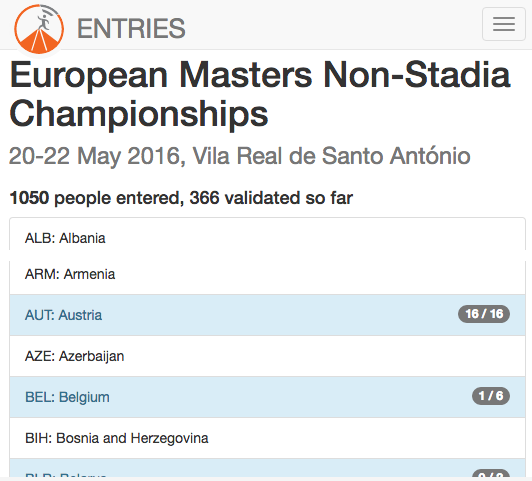 ENTRIES
European Masters Non-Stadia
Championships
20-22 May 2016, Vila Real de Santo António
1050 people entered, 366 validated so far
ALB: Albania
ARM: Armenia
AUT: Austria 16 / 16
AZE: Azerbaijan
BEL: Belgium 1 / 6
BIH: Bosnia and Herzegovina